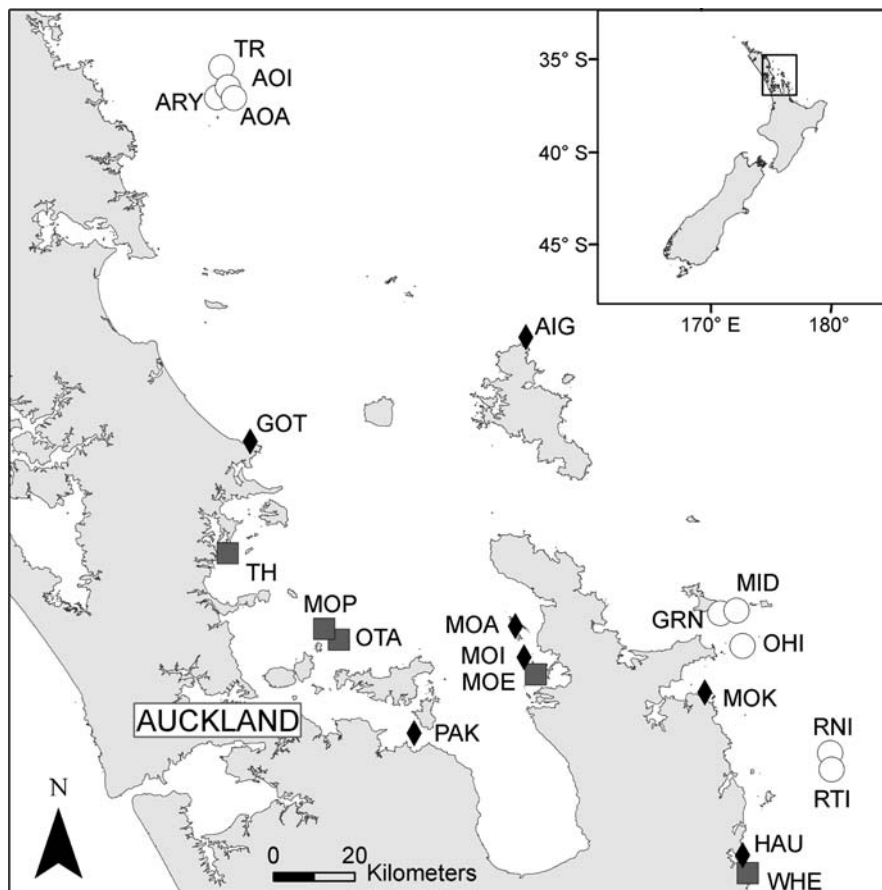 TR
AOI
ARY
AOA
35° S
40° S
45° S
170° E 180°
AIG
GOT
TH
MOP
OTA
MOA
MOI
MOE
MID
GRN
OHI
MOK
AUCKLAND
PAK
RNI
RTI
N
HAU
WHE
0 20
Kilometers